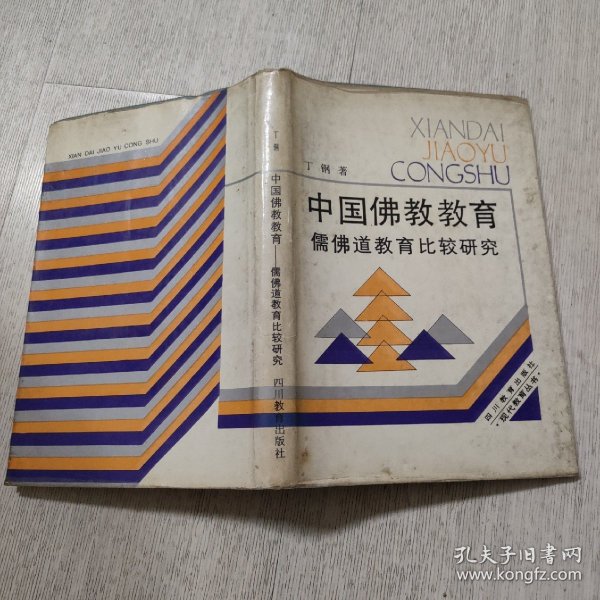 XIAN DAI JIAO YU CONG SHU
丁钢
中国佛教教育——儒佛道教育比较研究
四川教育出版社
XIANDAI
JIAOYU
CONGSHU
丁钢著
中国佛教教育
儒佛道教育比较研究
四川教育出版社
·现代教育丛书·
孔夫子旧书网
www.kongfz.com